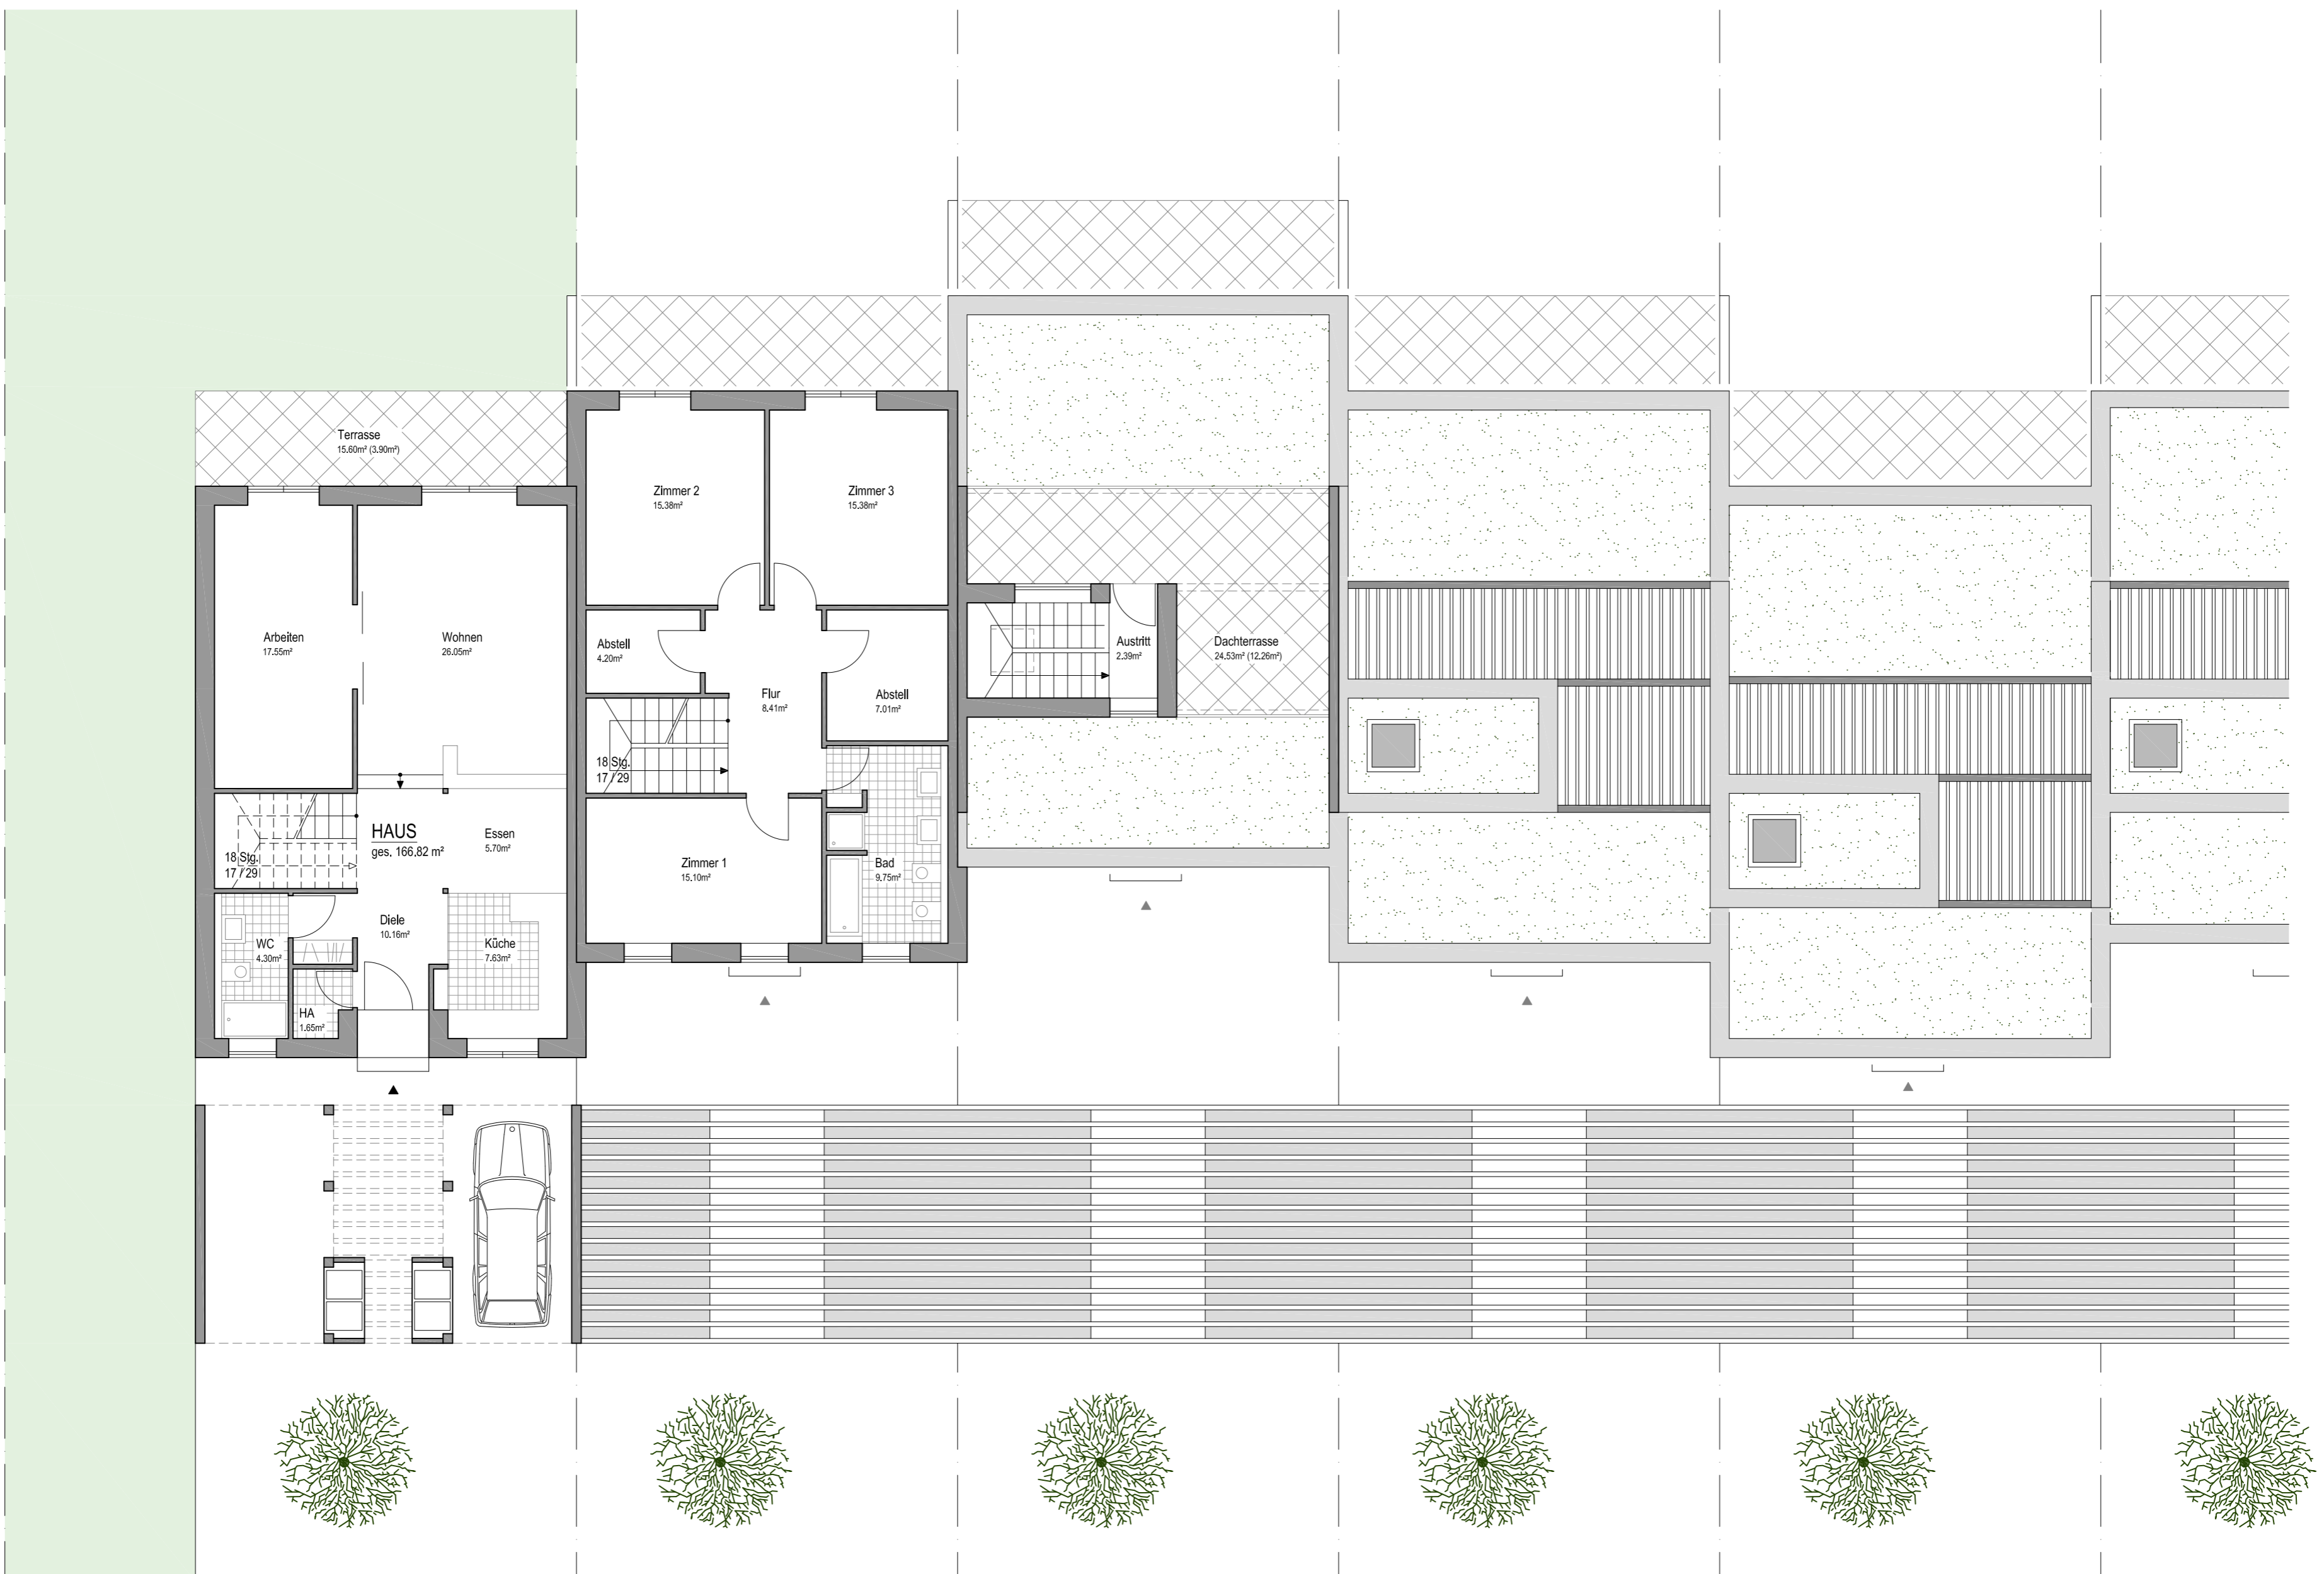 Terrasse
15.60m² (3.90m²)
Arbeiten
17.55m²
Wohnen
26.05m²
HAUS
ges. 166.82 m²
Essen
5.70m²
18 Stg.
17 / 29
Diele
10.16m²
WC
4.30m²
Küche
7.63m²
HA
1.65m²
Zimmer 2
15.38m²
Zimmer 3
15.38m²
Abstell
4.20m²
Flur
8.41m²
Abstell
7.01m²
18 Stg.
17 / 29
Zimmer 1
15.10m²
Bad
9.75m²
Austritt
2.39m²
Dachterrasse
24.53m² (12.26m²)